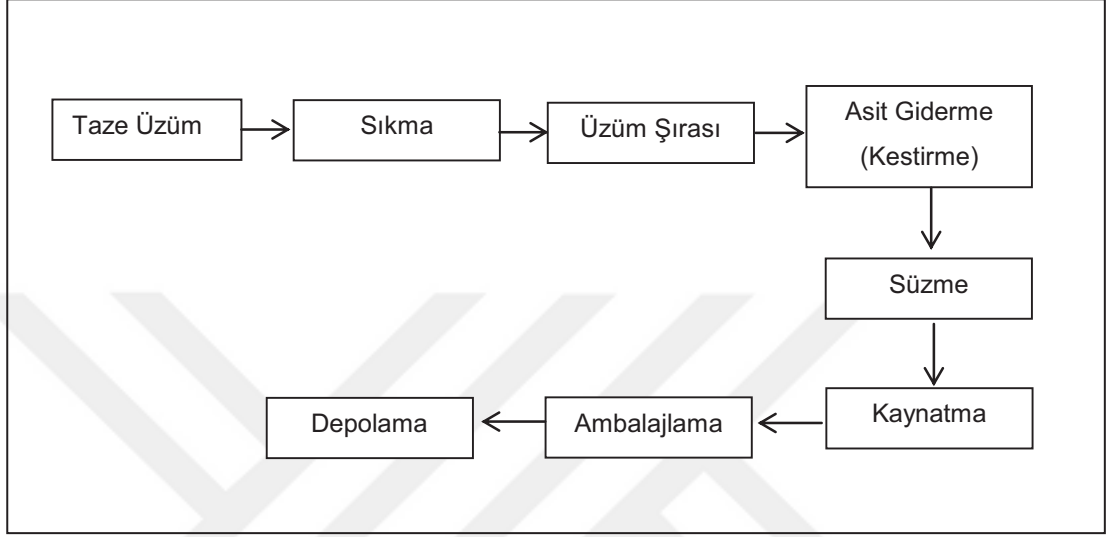 Taze Üzüm
Sıkma
Üzüm Şırası
Asit Giderme
(Kestirme)
Süzme
Kaynatma
Ambalajlama
Depolama